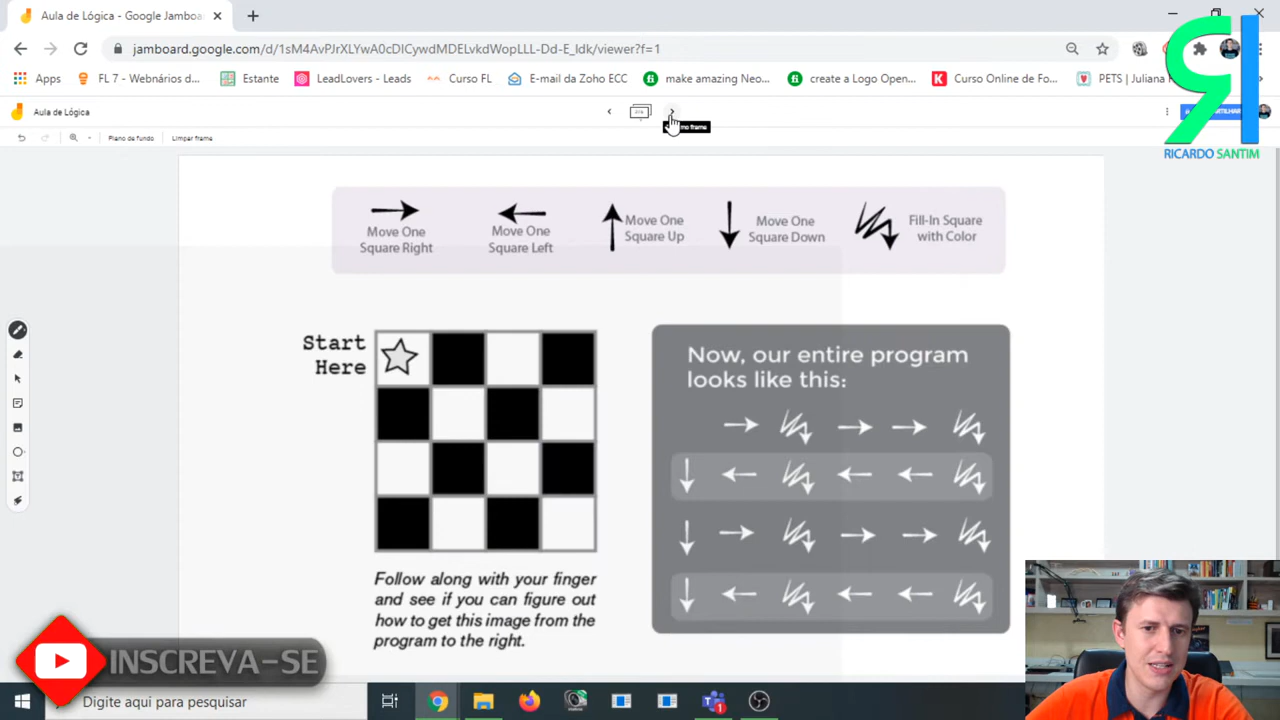 Aula de Lógica - Google Jamboa
jamboard.google.com/d/1sM4AvPJrXLYwA0cDICywdMDELvkdWopLLL-Dd-E_Idk/viewer?f=1
Apps
FL 7 - Webnários d...
Estante
LeadLovers - Leads
Curso FL
E-mail da Zoho ECC
make amazing Neo...
create a Logo Open...
Curso Online de Fo...
PETS | Juliana
RICARDO SANTIM
Aula de Lógica
Plano de fundo
Limpar frame
Move One
Square Right
Move One
Square Left
Move One
Square Up
Move One
Square Down
Fill-In Square
with Color
Start
Here
Now, our entire program
looks like this:
Follow along with your finger
and see if you can figure out
how to get this image from the
program to the right.
INSCREVA-SE
Digite aqui para pesquisar